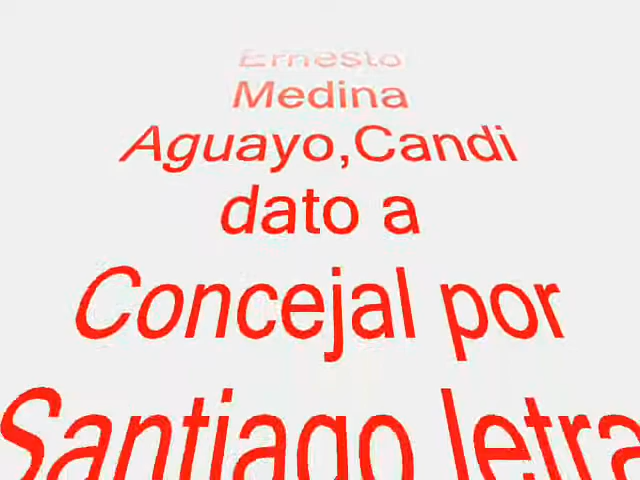 Ernesto
Medina
Aguayo,Candi
dato a
Concejal por
Santiago letra